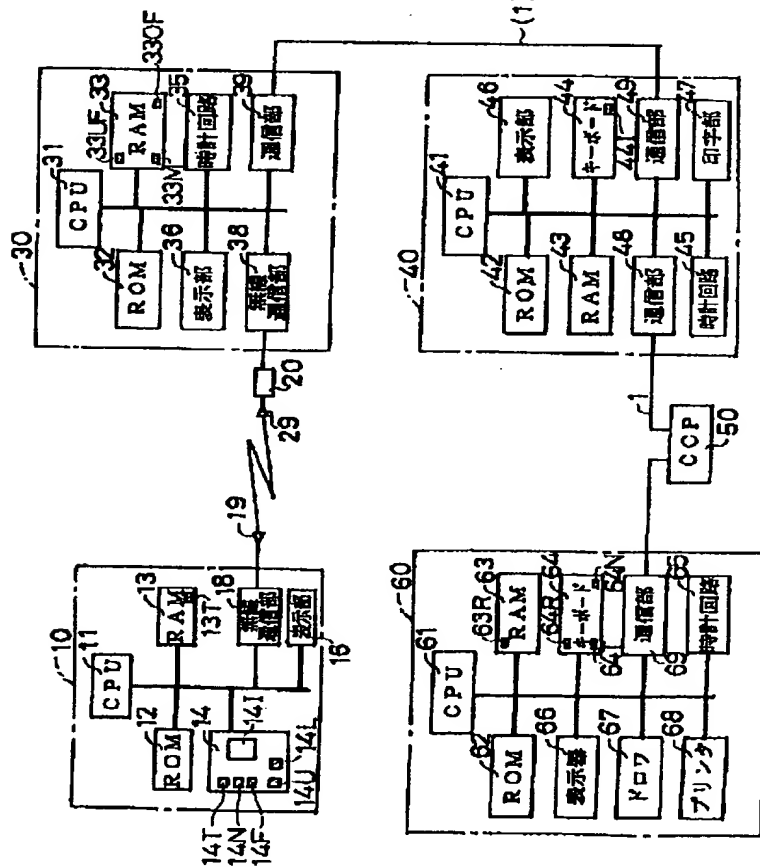 10
CPU
11
ROM
12
RAM
13
13T
14
14I
14T
14N
14F
14U
14L
無線
通信部
18
表示部
16
19
29
20
30
CPU
31
ROM
32
RAM
33
33UF
33OF
33M
表示部
36
時計回路
35
無線
通信部
38
通信部
39
40
CPU
41
ROM
42
表示部
46
RAM
43
キーボード
44
44I
通信部
48
通信部
49
時計回路
45
印字部
47
1
CCP
50
60
CPU
61
ROM
62
RAM
63
63R
表示器
66
キーボード
64
64R
64N
64I
ドロワ
67
通信部
69
プリンタ
68
時計回路
65